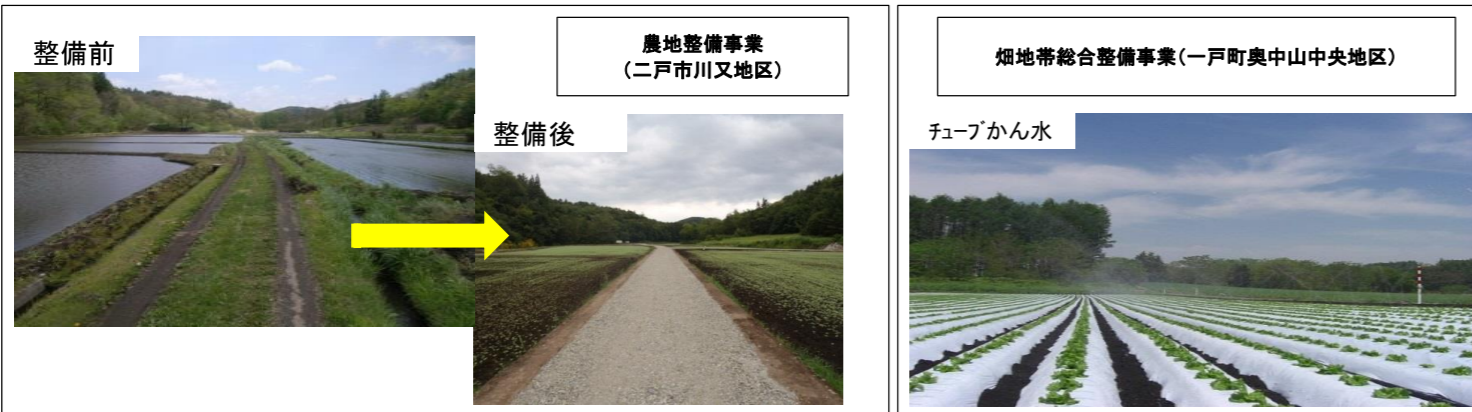 整備前
農地整備事業
（二戸市川又地区）
整備後
畑地帯総合整備事業（一戸町奥中山中央地区）
ﾁｭｰﾌﾞかん水